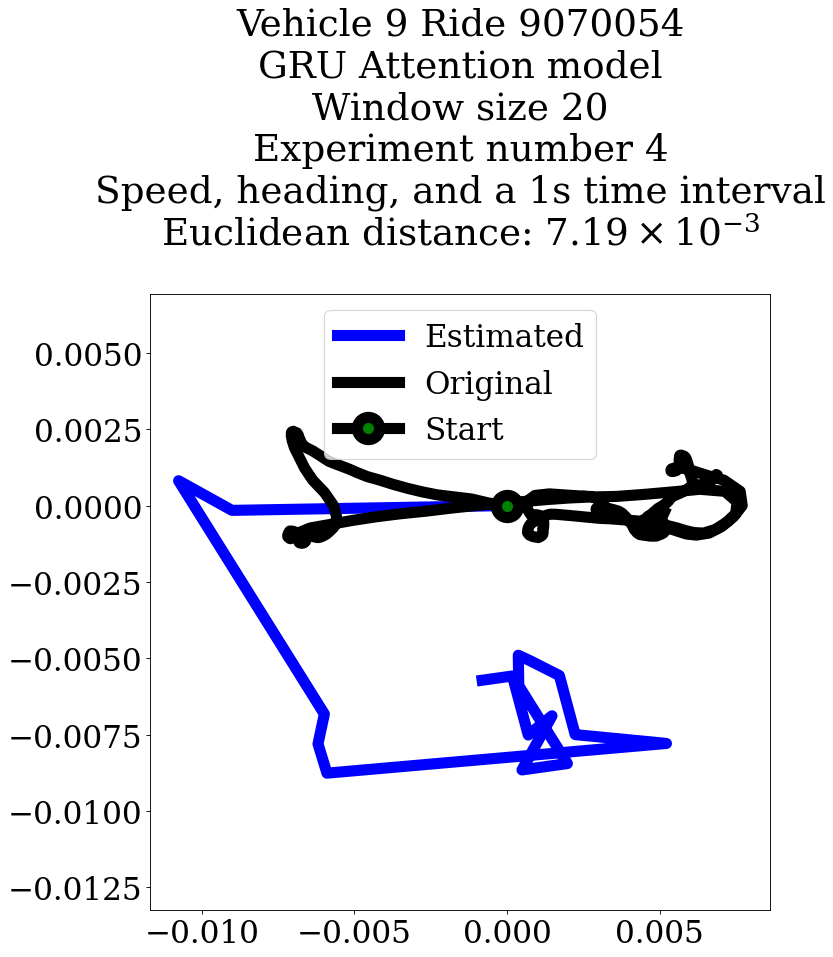 Vehicle 9 Ride 9070054
GRU Attention model
Window size 20
Experiment number 4
Speed, heading, and a 1s time interval
Euclidean distance: 7.19 × 10⁻³
Estimated
Original
Start
0.0050
0.0025
0.0000
−0.0025
−0.0050
−0.0075
−0.0100
−0.0125
−0.010 −0.005 0.000 0.005